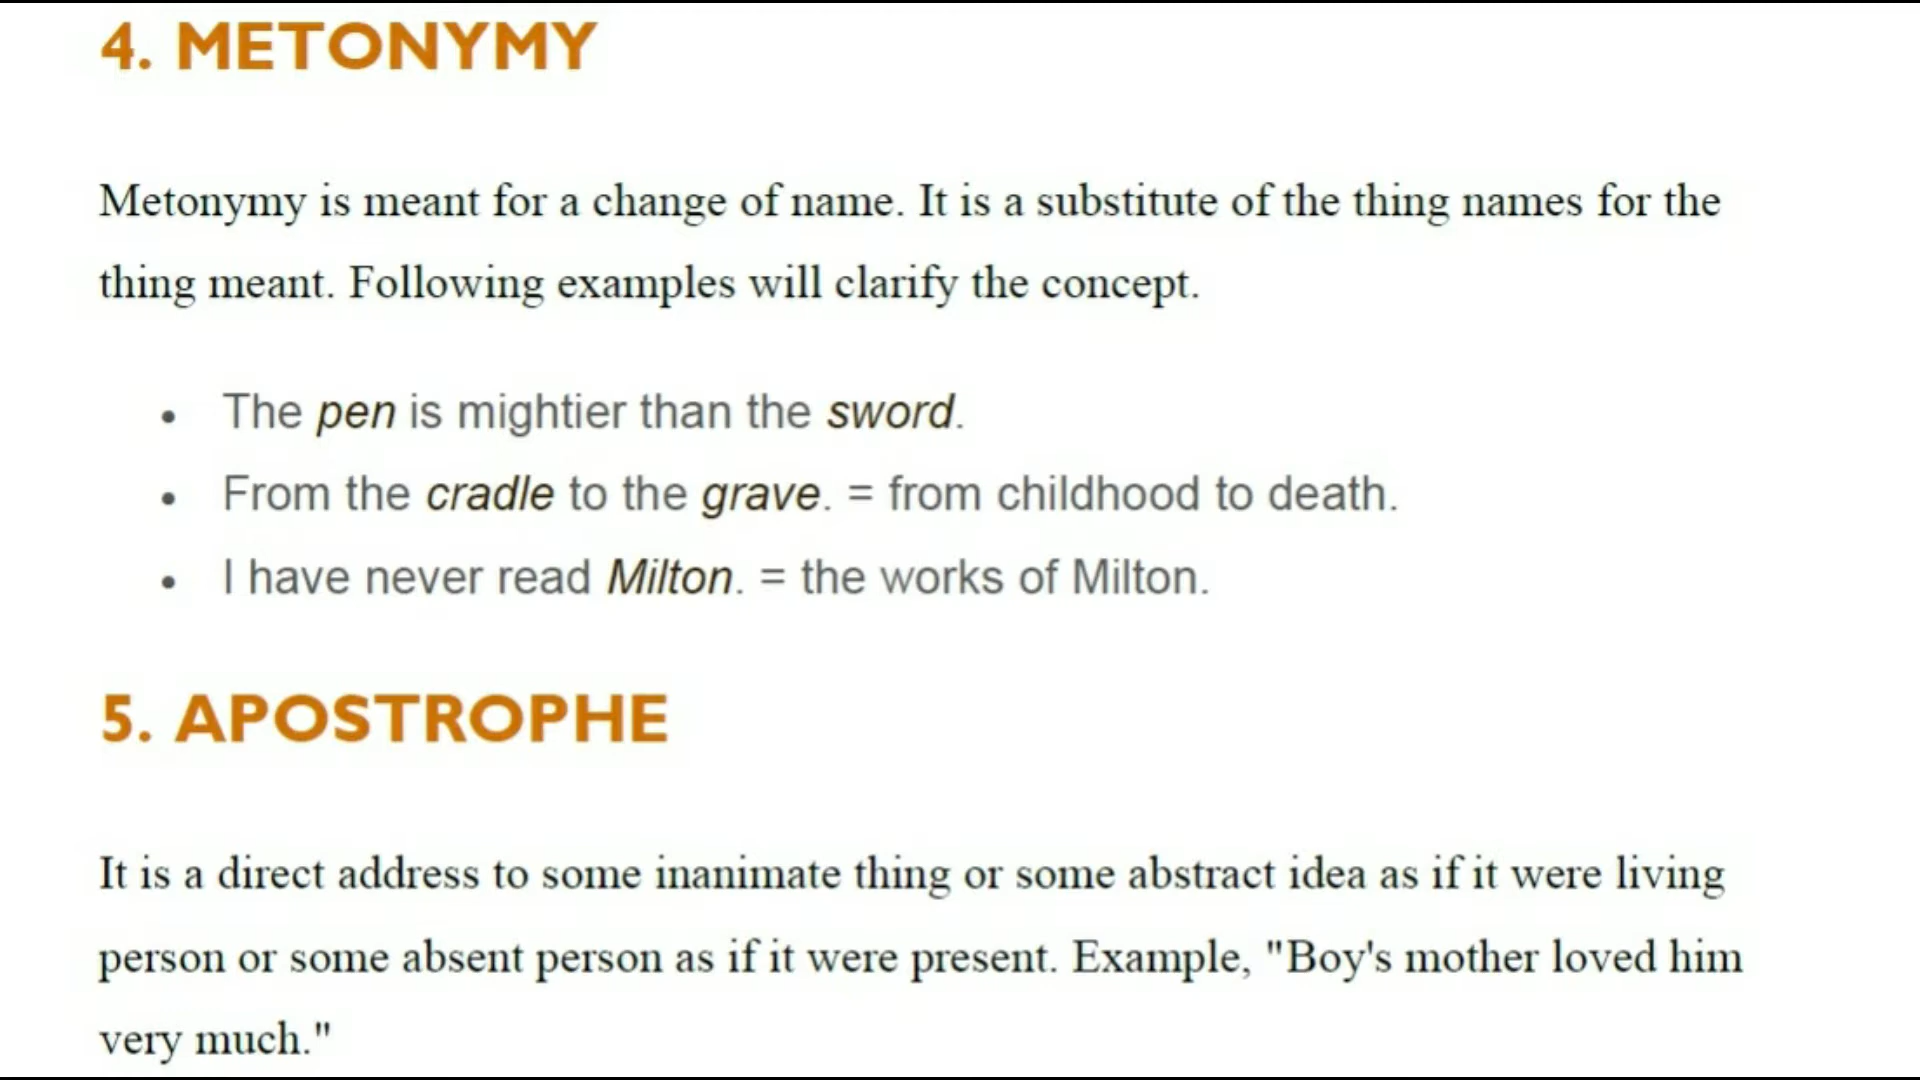 4. METONYMY
Metonymy is meant for a change of name. It is a substitute of the thing names for the
thing meant. Following examples will clarify the concept.
• The pen is mightier than the sword.
• From the cradle to the grave. = from childhood to death.
• I have never read Milton. = the works of Milton.
5. APOSTROPHE
It is a direct address to some inanimate thing or some abstract idea as if it were living
person or some absent person as if it were present. Example, "Boy's mother loved him
very much."